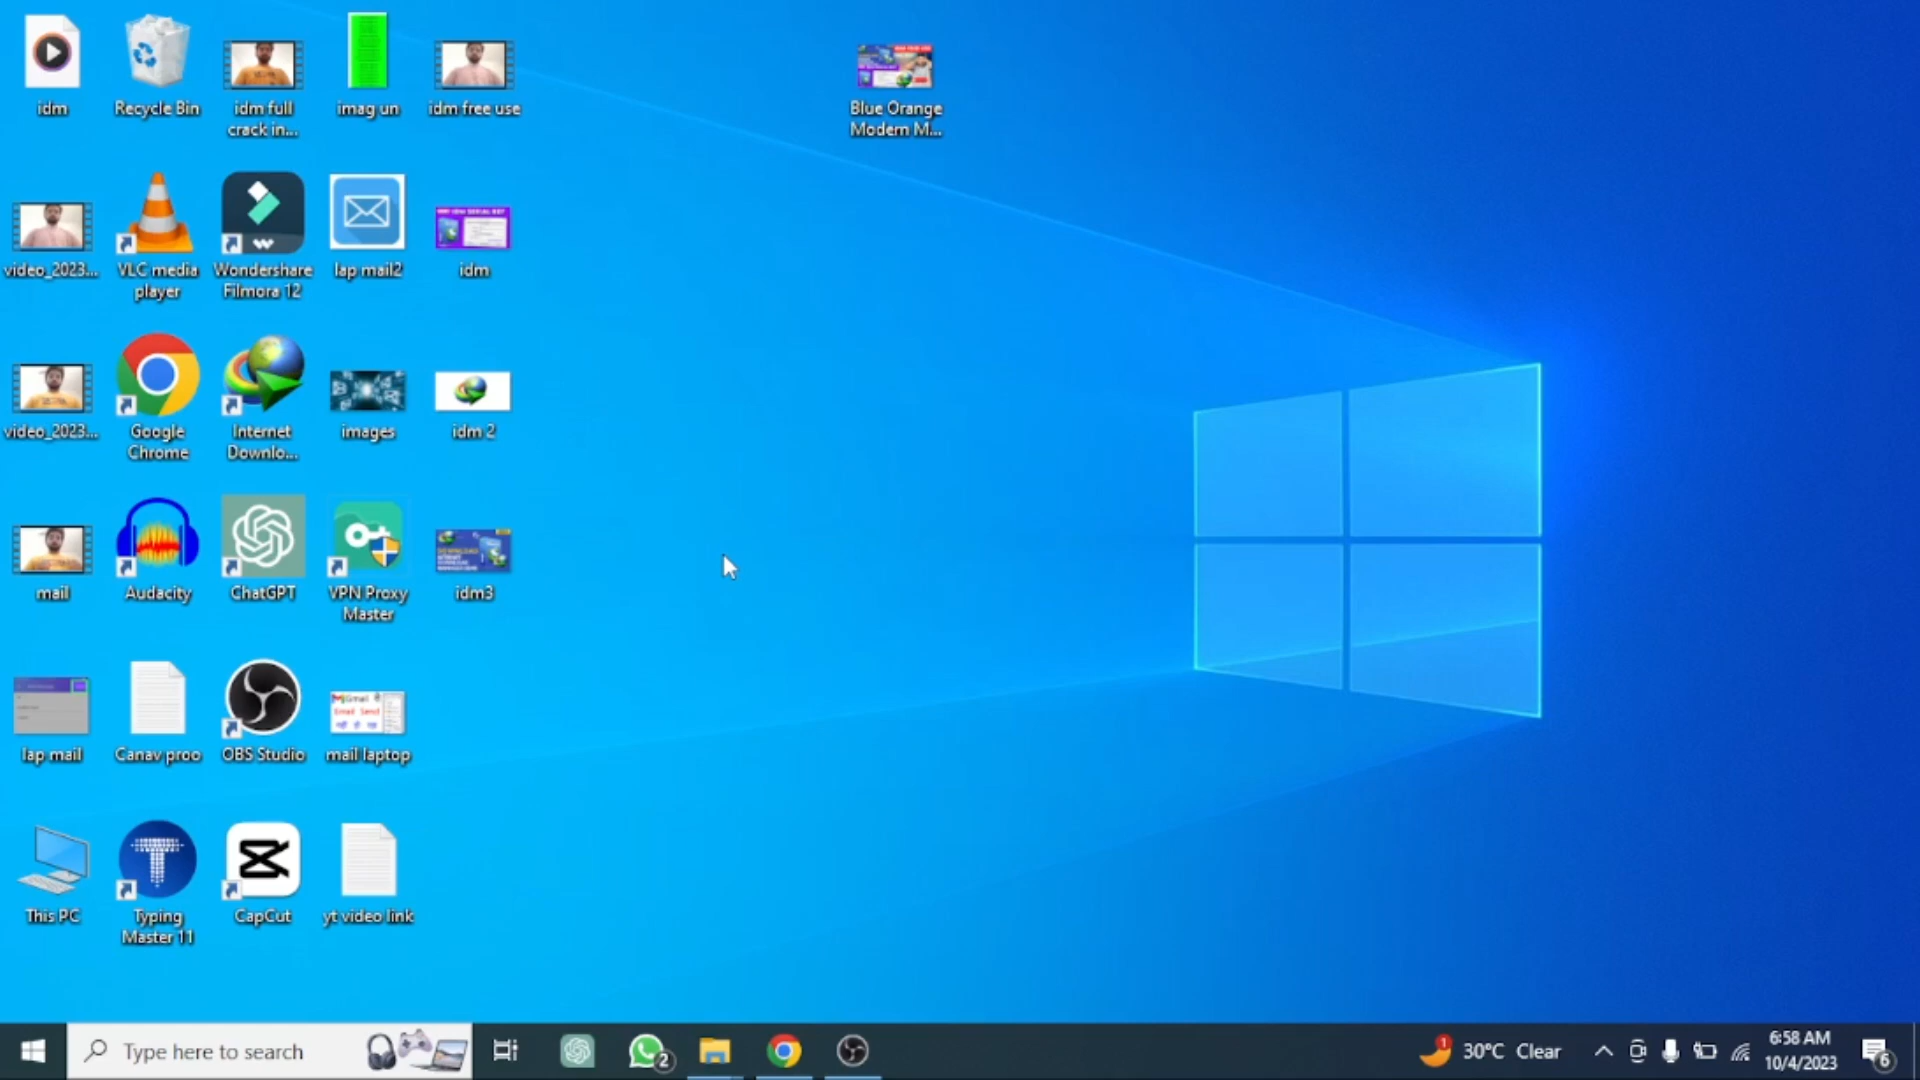 idm
Recycle Bin
idm full
crack in...
imag un
idm free use
Blue Orange
Modern M...
video_2023...
VLC media
player
Wondershare
Filmora 12
lap mail2
idm
video_2023...
Google
Chrome
Internet
Downlo...
images
idm 2
mail
Audacity
ChatGPT
VPN Proxy
Master
idm3
lap mail
Canav proo
OBS Studio
mail laptop
This PC
Typing
Master 11
CapCut
yt video link
Type here to search
2
1
30°C Clear
6:58 AM
10/4/2023
6